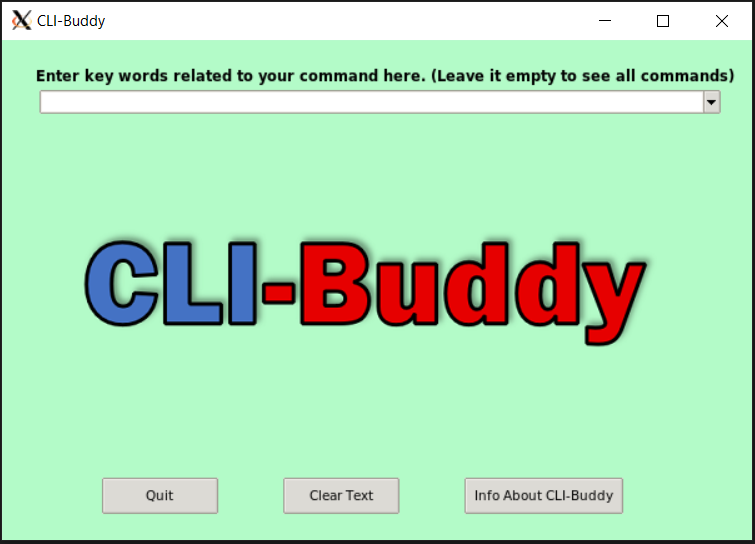 CLI-Buddy
Enter key words related to your command here. (Leave it empty to see all commands)
CLI-Buddy
Quit
Clear Text
Info About CLI-Buddy